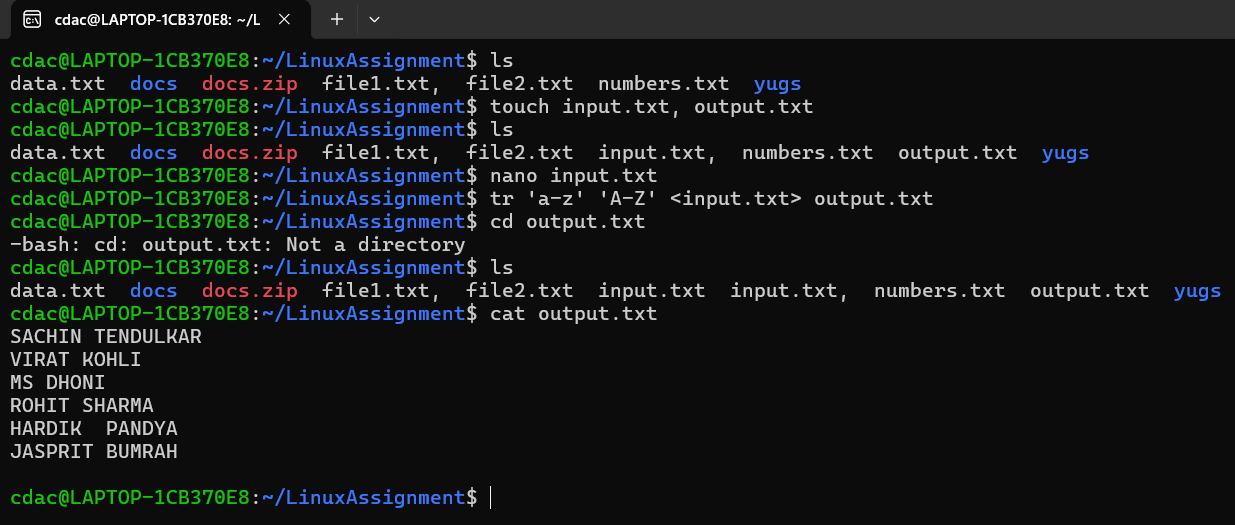 cdac@LAPTOP-1CB370E8: ~/L
cdac@LAPTOP-1CB370E8:~/LinuxAssignment$ ls
data.txt  docs  docs.zip  file1.txt,  file2.txt  numbers.txt  yugs
cdac@LAPTOP-1CB370E8:~/LinuxAssignment$ touch input.txt, output.txt
cdac@LAPTOP-1CB370E8:~/LinuxAssignment$ ls
data.txt  docs  docs.zip  file1.txt,  file2.txt  input.txt,  numbers.txt  output.txt  yugs
cdac@LAPTOP-1CB370E8:~/LinuxAssignment$ nano input.txt
cdac@LAPTOP-1CB370E8:~/LinuxAssignment$ tr 'a-z' 'A-Z' <input.txt> output.txt
cdac@LAPTOP-1CB370E8:~/LinuxAssignment$ cd output.txt
-bash: cd: output.txt: Not a directory
cdac@LAPTOP-1CB370E8:~/LinuxAssignment$ ls
data.txt  docs  docs.zip  file1.txt,  file2.txt  input.txt  input.txt,  numbers.txt  output.txt  yugs
cdac@LAPTOP-1CB370E8:~/LinuxAssignment$ cat output.txt
SACHIN TENDULKAR
VIRAT KOHLI
MS DHONI
ROHIT SHARMA
HARDIK  PANDYA
JASPRIT BUMRAH
cdac@LAPTOP-1CB370E8:~/LinuxAssignment$